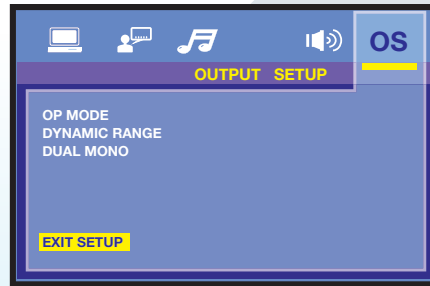 OS
OUTPUT SETUP
OP MODE
DYNAMIC RANGE
DUAL MONO
EXIT SETUP